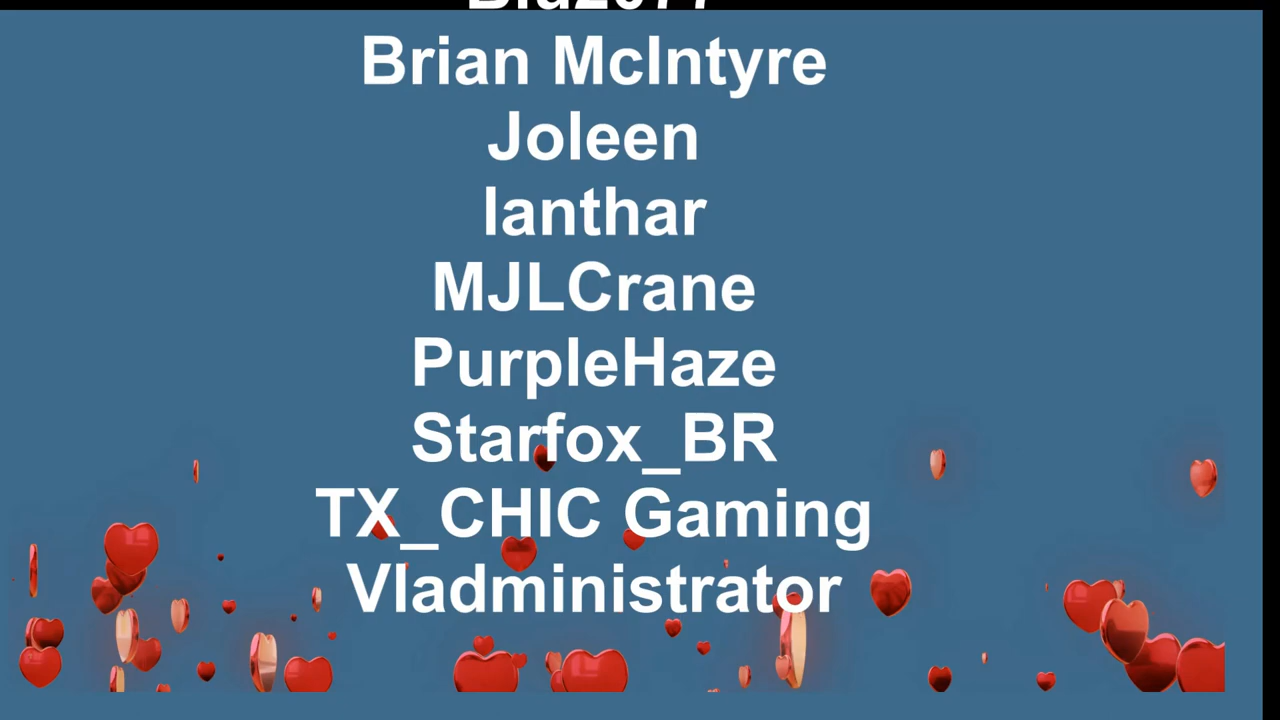 Brian McIntyre
Joleen
Ianthar
MJLCrane
PurpleHaze
Starfox_BR
TX_CHIC Gaming
Vladministrator